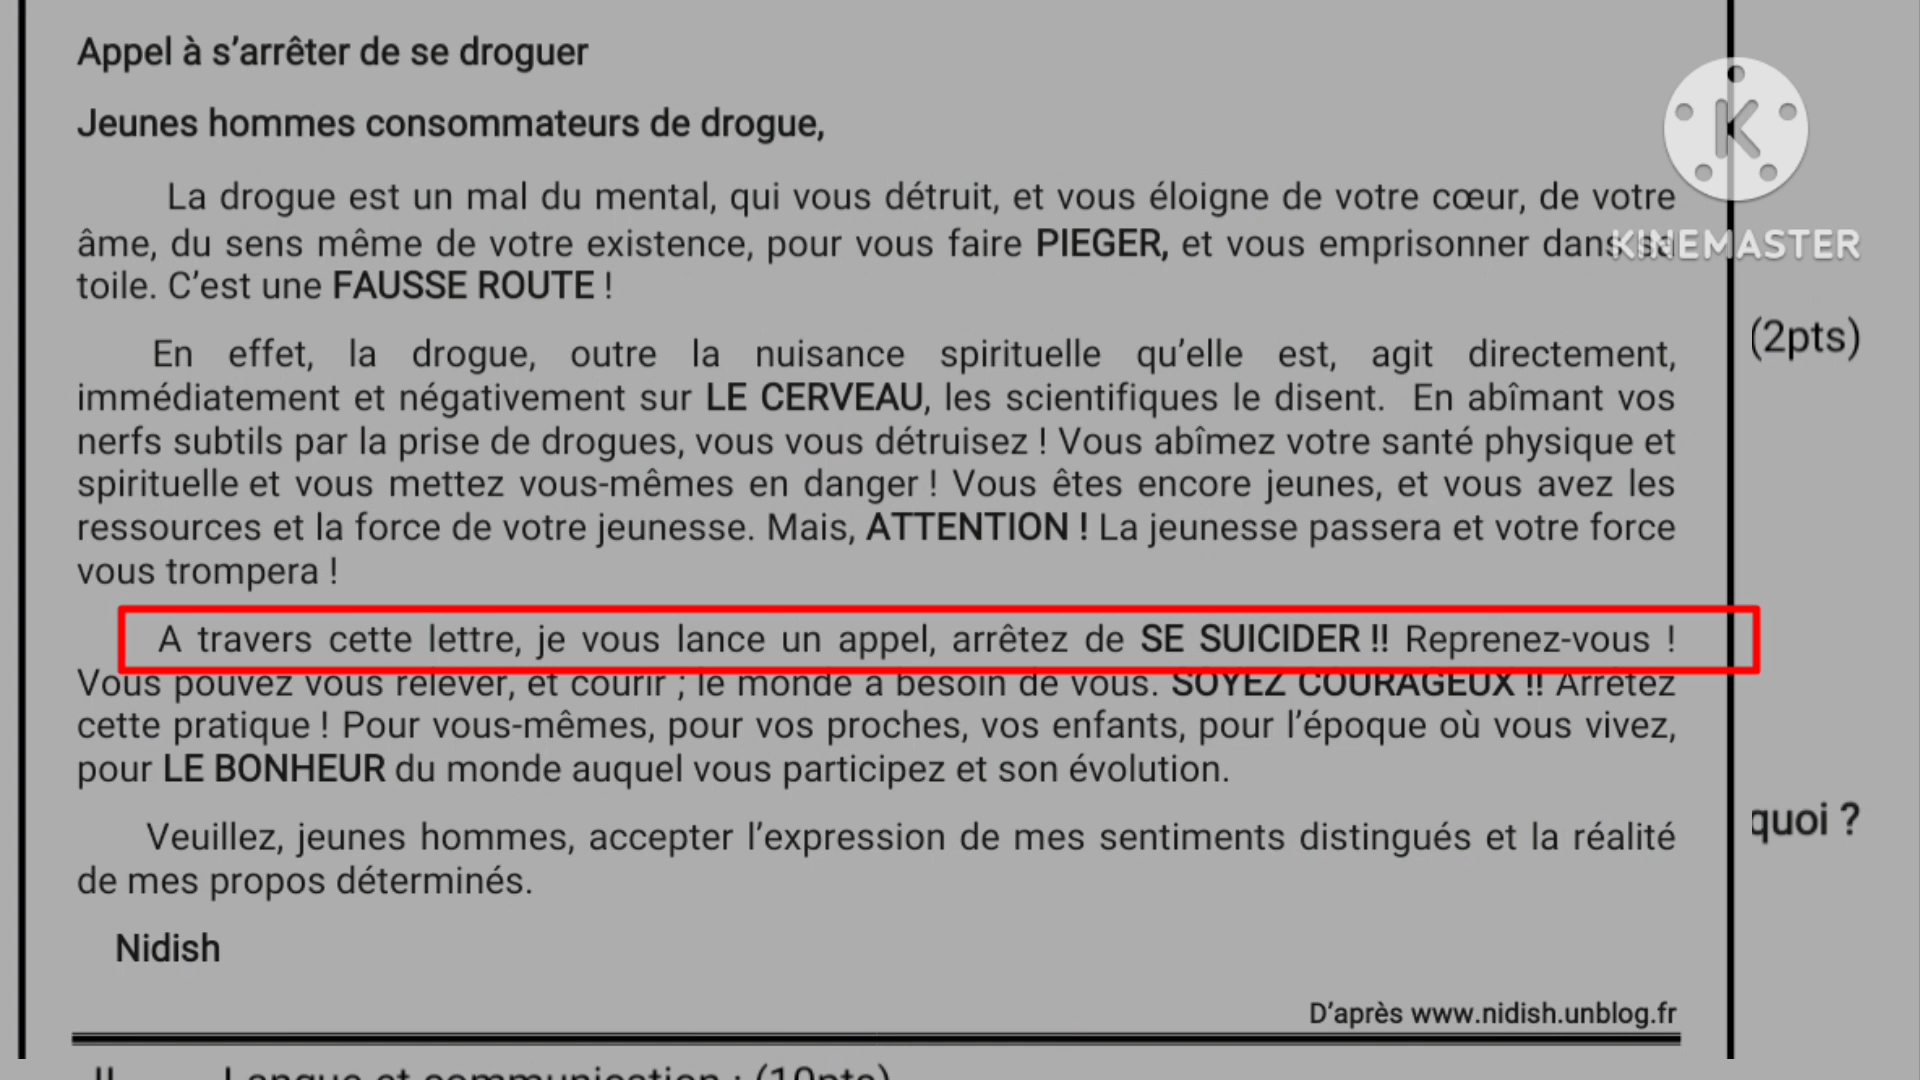 Appel à s’arrêter de se droguer
Jeunes hommes consommateurs de drogue,
La drogue est un mal du mental, qui vous détruit, et vous éloigne de votre cœur, de votre
âme, du sens même de votre existence, pour vous faire PIEGER, et vous emprisonner dans
KINEMASTER
toile. C’est une FAUSSE ROUTE !
(2pts)
En effet, la drogue, outre la nuisance spirituelle qu’elle est, agit directement,
immédiatement et négativement sur LE CERVEAU, les scientifiques le disent. En abîmant vos
nerfs subtils par la prise de drogues, vous vous détruisez ! Vous abîmez votre santé physique et
spirituelle et vous mettez vous-mêmes en danger ! Vous êtes encore jeunes, et vous avez les
ressources et la force de votre jeunesse. Mais, ATTENTION ! La jeunesse passera et votre force
vous trompera !
A travers cette lettre, je vous lance un appel, arrêtez de SE SUICIDER !! Reprenez-vous !
Vous pouvez vous relever, et courir ; le monde a besoin de vous. SOYEZ COURAGEUX !! Arrêtez
cette pratique ! Pour vous-mêmes, pour vos proches, vos enfants, pour l’époque où vous vivez,
pour LE BONHEUR du monde auquel vous participez et son évolution.
quoi ?
Veuillez, jeunes hommes, accepter l’expression de mes sentiments distingués et la réalité
de mes propos déterminés.
Nidish
D’après www.nidish.unblog.fr
II Langue et communication : (10pts)